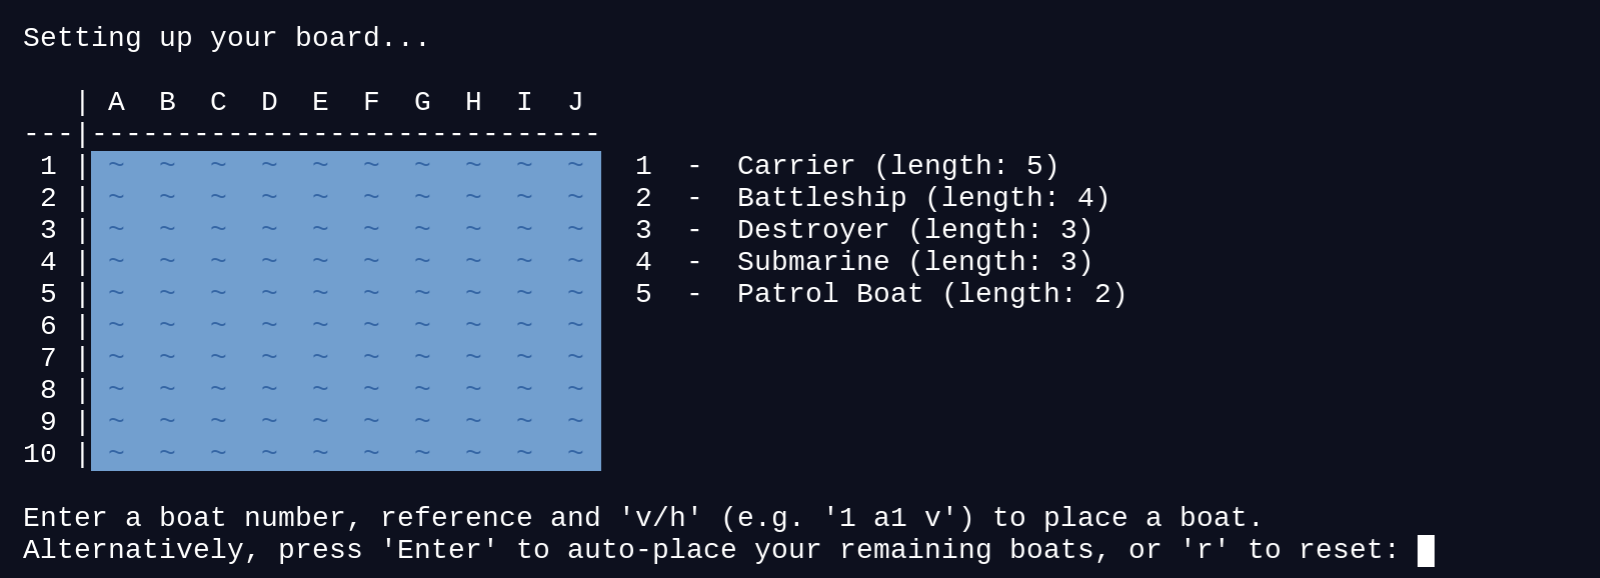 Setting up your board...
   | A  B  C  D  E  F  G  H  I  J
---|------------------------------
 1 | ~  ~  ~  ~  ~  ~  ~  ~  ~  ~   1  -  Carrier (length: 5)
 2 | ~  ~  ~  ~  ~  ~  ~  ~  ~  ~   2  -  Battleship (length: 4)
 3 | ~  ~  ~  ~  ~  ~  ~  ~  ~  ~   3  -  Destroyer (length: 3)
 4 | ~  ~  ~  ~  ~  ~  ~  ~  ~  ~   4  -  Submarine (length: 3)
 5 | ~  ~  ~  ~  ~  ~  ~  ~  ~  ~   5  -  Patrol Boat (length: 2)
 6 | ~  ~  ~  ~  ~  ~  ~  ~  ~  ~
 7 | ~  ~  ~  ~  ~  ~  ~  ~  ~  ~
 8 | ~  ~  ~  ~  ~  ~  ~  ~  ~  ~
 9 | ~  ~  ~  ~  ~  ~  ~  ~  ~  ~
10 | ~  ~  ~  ~  ~  ~  ~  ~  ~  ~
Enter a boat number, reference and 'v/h' (e.g. '1 a1 v') to place a boat.
Alternatively, press 'Enter' to auto-place your remaining boats, or 'r' to reset: